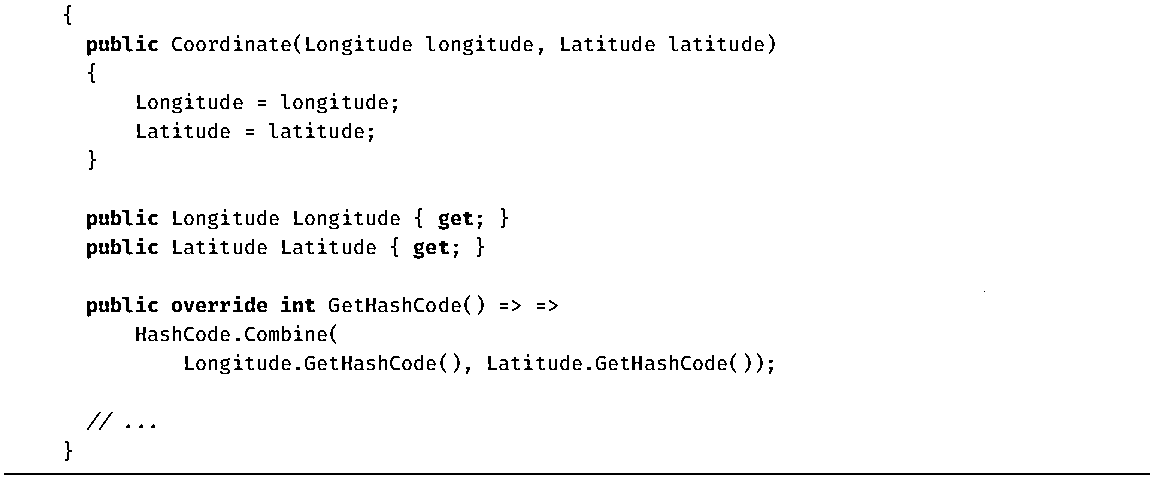 {
public Coordinate(Longitude longitude, Latitude latitude)
{
Longitude = longitude;
Latitude = latitude;
}
public Longitude Longitude { get; }
public Latitude Latitude { get; }
public override int GetHashCode() => =>
HashCode.Combine(
Longitude.GetHashCode(), Latitude.GetHashCode());
// ...
}